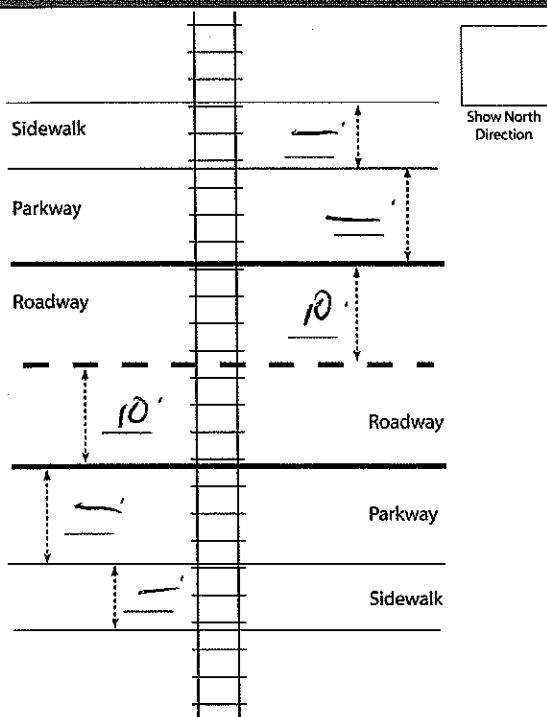 Show North
Direction
Sidewalk
—'
Parkway
—'
Roadway
10'
10'
Roadway
—'
Parkway
—'
Sidewalk